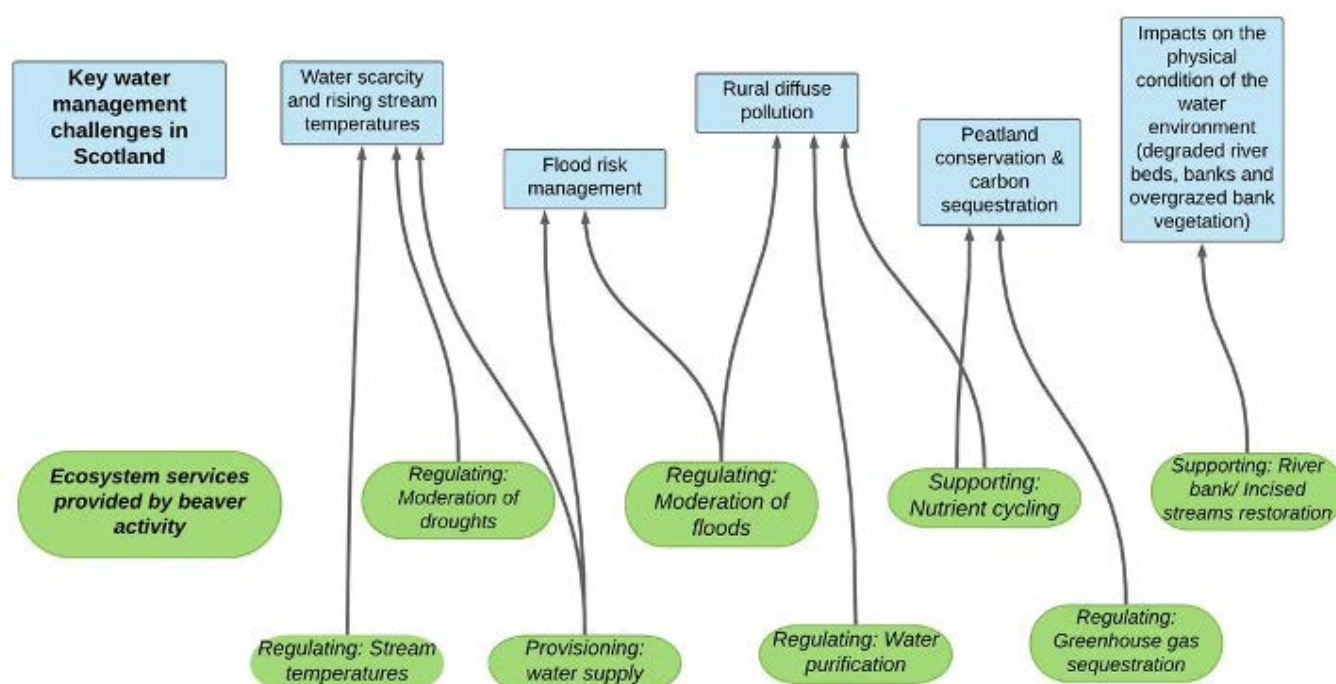 Key water
management
challenges in
Scotland
Water scarcity
and rising stream
temperatures
Flood risk
management
Rural diffuse
pollution
Peatland
conservation &
carbon
sequestration
Impacts on the
physical
condition of the
water
environment
(degraded river
beds, banks and
overgrazed bank
vegetation)
Ecosystem services
provided by beaver
activity
Regulating:
Moderation of
droughts
Regulating:
Moderation of
floods
Supporting:
Nutrient cycling
Supporting: River
bank/ Incised
streams restoration
Regulating: Stream
temperatures
Provisioning:
water supply
Regulating: Water
purification
Regulating:
Greenhouse gas
sequestration